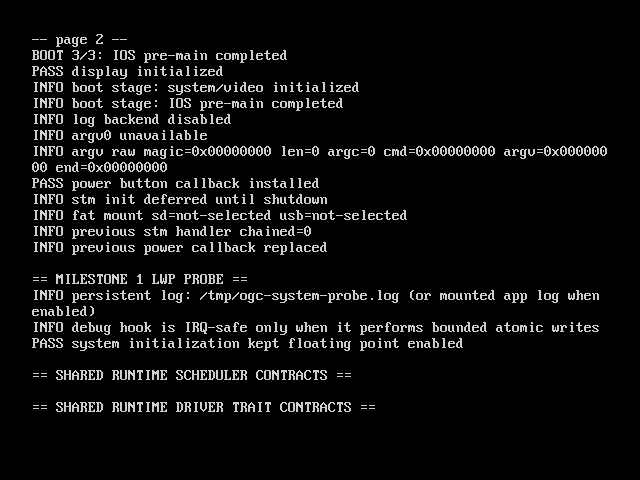 -- page 2 --
BOOT 3/3: IOS pre-main completed
PASS display initialized
INFO boot stage: system/video initialized
INFO boot stage: IOS pre-main completed
INFO log backend disabled
INFO argv0 unavailable
INFO argv raw magic=0x00000000 len=0 argc=0 cmd=0x00000000 argv=0x000000
00 end=0x00000000
PASS power button callback installed
INFO stm init deferred until shutdown
INFO fat mount sd=not-selected usb=not-selected
INFO previous stm handler chained=0
INFO previous power callback replaced
== MILESTONE 1 LWP PROBE ==
INFO persistent log: /tmp/ogc-system-probe.log (or mounted app log when
enabled)
INFO debug hook is IRQ-safe only when it performs bounded atomic writes
PASS system initialization kept floating point enabled
== SHARED RUNTIME SCHEDULER CONTRACTS ==
== SHARED RUNTIME DRIVER TRAIT CONTRACTS ==